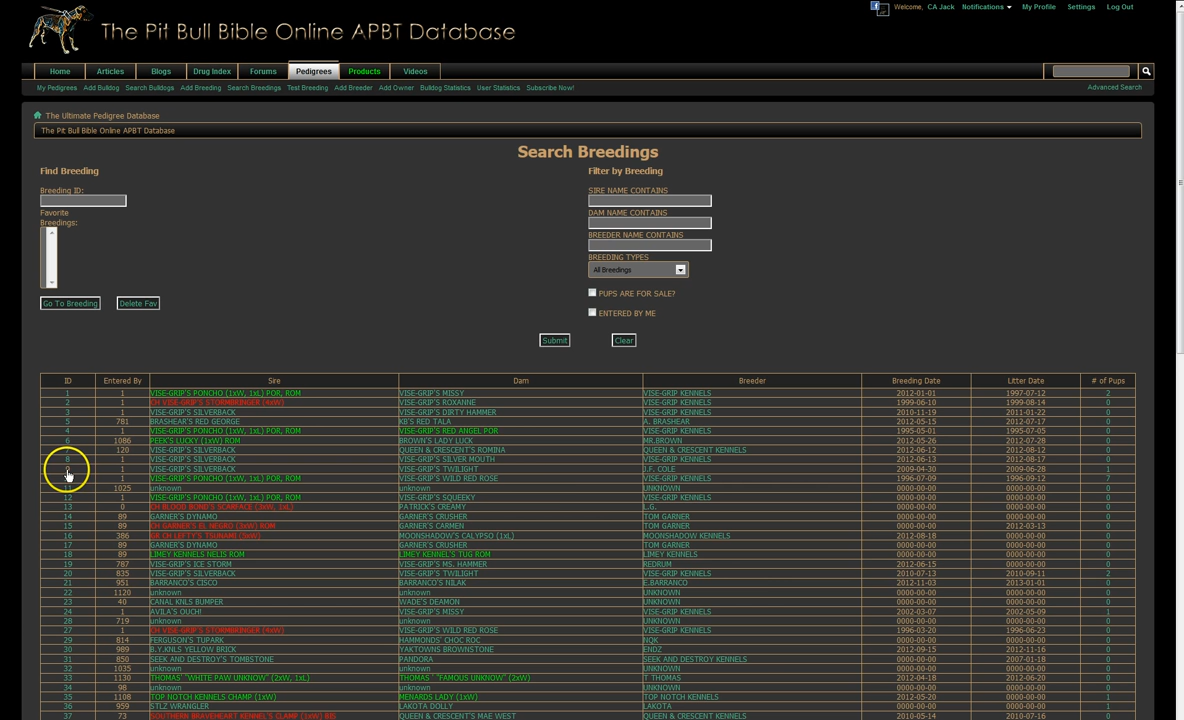 The Pit Bull Bible Online APBT Database
Welcome, CA Jack Notifications My Profile Settings Log Out
Home Articles Blogs Drug Index Forums Pedigrees Products Videos
My Pedigrees Add Bulldog Search Bulldogs Add Breeding Search Breedings Test Breeding Add Breeder Add Owner Bulldog Statistics User Statistics Subscribe Now! Advanced Search
The Ultimate Pedigree Database
The Pit Bull Bible Online APBT Database
Search Breedings
Find Breeding
Breeding ID:
Favorite
Breedings:
Go To Breeding Delete Fav
Filter by Breeding
SIRE NAME CONTAINS
DAM NAME CONTAINS
BREEDER NAME CONTAINS
BREEDING TYPES
All Breedings
PUPS ARE FOR SALE?
ENTERED BY ME
Submit Clear
ID Entered By Sire Dam Breeder Breeding Date Litter Date # of Pups
1 1 VISE-GRIP'S PONCHO (1xW, 1xL) POR, ROM VISE-GRIP'S MISSY VISE-GRIP KENNELS 2012-01-01 1997-07-12 2
2 1 CH VISE-GRIP'S STORMBRINGER (4xW) VISE-GRIP'S ROXANNE VISE-GRIP KENNELS 1999-06-10 1999-08-14 0
3 1 VISE-GRIP'S SILVERBACK VISE-GRIP'S DIRTY HAMMER VISE-GRIP KENNELS 2010-11-19 2011-01-22 0
5 781 BRASHEAR'S RED GEORGE KB'S RED TALA A. BRASHEAR 2012-05-15 2012-07-17 0
4 1 VISE-GRIP'S PONCHO (1xW, 1xL) POR, ROM VISE-GRIP'S RED ANGEL POR VISE-GRIP KENNELS 1995-05-01 1995-07-05 0
6 1086 PEEK'S LUCKY (1xW) ROM BROWN'S LADY LUCK MR.BROWN 2012-05-26 2012-07-28 0
7 120 VISE-GRIP'S SILVERBACK QUEEN & CRESCENT'S ROMINA QUEEN & CRESCENT KENNELS 2012-06-12 2012-08-12 0
8 1 VISE-GRIP'S SILVERBACK VISE-GRIP'S SILVER MOUTH VISE-GRIP KENNELS 2012-06-13 2012-08-17 0
9 1 VISE-GRIP'S SILVERBACK VISE-GRIP'S TWILIGHT J.F. COLE 2009-04-30 2009-06-28 1
1 VISE-GRIP'S PONCHO (1xW, 1xL) POR, ROM VISE-GRIP'S WILD RED ROSE VISE-GRIP KENNELS 1996-07-09 1996-09-12 7
11 1025 unknown unknown UNKNOWN 0000-00-00 0000-00-00 0
12 1 VISE-GRIP'S PONCHO (1xW, 1xL) POR, ROM VISE-GRIP'S SQUEEKY VISE-GRIP KENNELS 0000-00-00 0000-00-00 0
13 0 CH BLOOD BOND'S SCARFACE (3xW, 1xL) PATRICK'S CREAMY L.G. 0000-00-00 0000-00-00 0
14 89 GARNER'S DYNAMO GARNER'S CRUSHER TOM GARNER 0000-00-00 0000-00-00 0
15 89 CH GARNER'S EL NEGRO (3xW) ROM GARNER'S CARMEN TOM GARNER 0000-00-00 2012-03-13 0
16 386 GR CH LEFTY'S TSUNAMI (5xW) MOONSHADOW'S CALYPSO (1xL) MOONSHADOW KENNELS 2012-08-18 0000-00-00 0
17 89 GARNER'S DYNAMO GARNER'S CRUSHER TOM GARNER 0000-00-00 0000-00-00 0
18 89 LIMEY KENNELS NELIS ROM LIMEY KENNEL'S TUG ROM LIMEY KENNELS 0000-00-00 0000-00-00 0
19 787 VISE-GRIP'S ICE STORM VISE-GRIP'S MS. HAMMER REDRUM 2012-06-15 0000-00-00 0
20 835 VISE-GRIP'S SILVERBACK VISE-GRIP'S TWILIGHT VISE-GRIP KENNELS 2010-07-13 2010-09-11 2
21 951 BARRANCO'S CISCO BARRANCO'S NILAK E.BARRANCO 2012-11-03 2013-01-01 0
22 1120 unknown unknown UNKNOWN 0000-00-00 0000-00-00 0
23 40 CANAL KNLS BUMPER WADE'S DEAMON UNKNOWN 0000-00-00 0000-00-00 0
24 1 AVILA'S OUCH! VISE-GRIP'S MISSY VISE-GRIP KENNELS 2002-03-07 2002-05-09 1
28 719 unknown unknown UNKNOWN 0000-00-00 0000-00-00 0
27 1 CH VISE-GRIP'S STORMBRINGER (4xW) VISE-GRIP'S WILD RED ROSE VISE-GRIP KENNELS 1996-03-20 1996-06-23 0
29 814 FERGUSON'S TUPARK HAMMONDS' CHOC ROC NQK 0000-00-00 0000-00-00 0
30 989 B.Y.KNLS YELLOW BRICK YAKTOWNS BROWNSTONE ENDZ 2012-09-15 2012-11-16 0
31 850 SEEK AND DESTROY'S TOMBSTONE PANDORA SEEK AND DESTROY KENNELS 0000-00-00 2007-01-18 0
32 1035 unknown unknown UNKNOWN 0000-00-00 0000-00-00 0
33 1130 THOMAS' "WHITE PAW UNKNOW" (2xW, 1xL) THOMAS' "FAMOUS UNKNOW" (2xW) T THOMAS 2012-04-18 2012-06-20 0
34 98 unknown unknown UNKNOWN 0000-00-00 0000-00-00 0
35 1108 TOP NOTCH KENNELS CHAMP (1xW) MENARDS LADY (1xW) TOP NOTCH KENNELS 2012-05-20 0000-00-00 1
36 959 STLZ WRANGLER LAKOTA DOLLY LAKOTA 0000-00-00 0000-00-00 1
37 73 SOUTHERN BRAVEHEART KENNEL'S CLAMP (1xW) BIS QUEEN & CRESCENT'S MAE WEST QUEEN & CRESCENT KENNELS 2010-05-14 2010-07-16 0